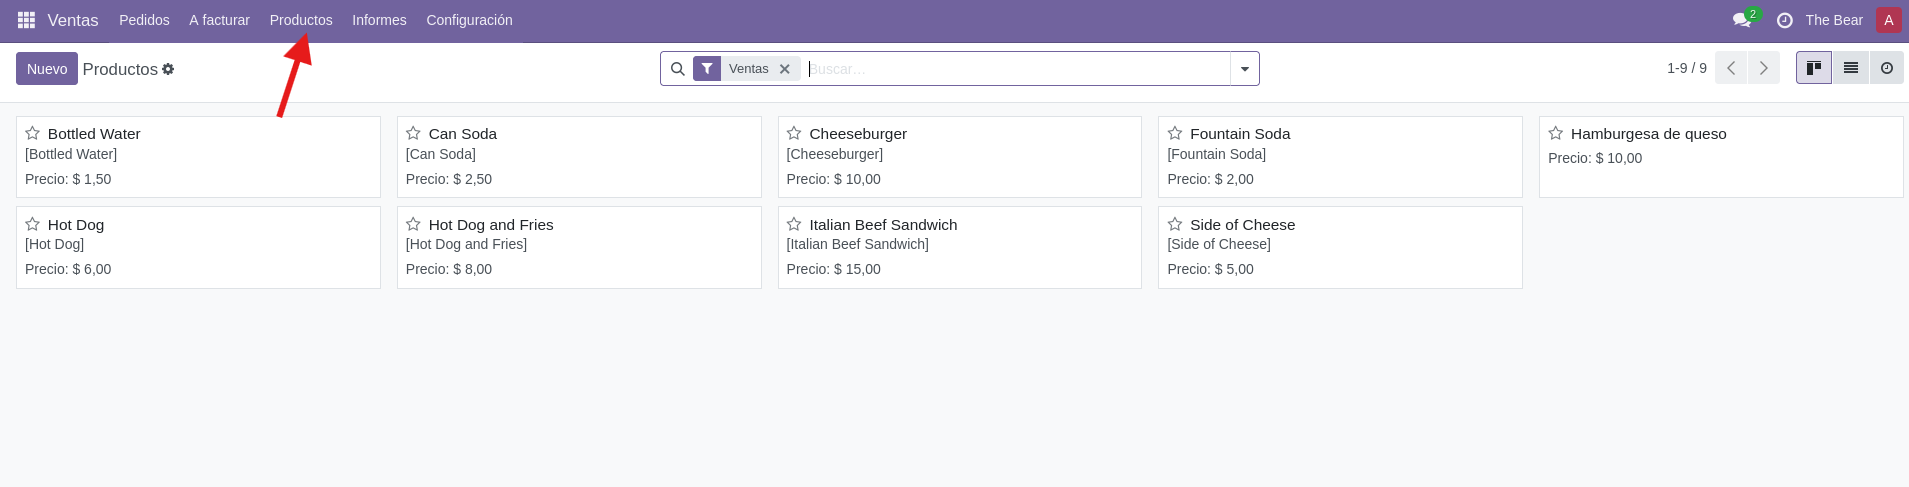 Ventas Pedidos A facturar Productos Informes Configuración 2 The Bear A
Nuevo Productos Ventas Buscar... 1-9 / 9
Bottled Water
[Bottled Water]
Precio: $ 1,50
Can Soda
[Can Soda]
Precio: $ 2,50
Cheeseburger
[Cheeseburger]
Precio: $ 10,00
Fountain Soda
[Fountain Soda]
Precio: $ 2,00
Hamburgesa de queso
Precio: $ 10,00
Hot Dog
[Hot Dog]
Precio: $ 6,00
Hot Dog and Fries
[Hot Dog and Fries]
Precio: $ 8,00
Italian Beef Sandwich
[Italian Beef Sandwich]
Precio: $ 15,00
Side of Cheese
[Side of Cheese]
Precio: $ 5,00